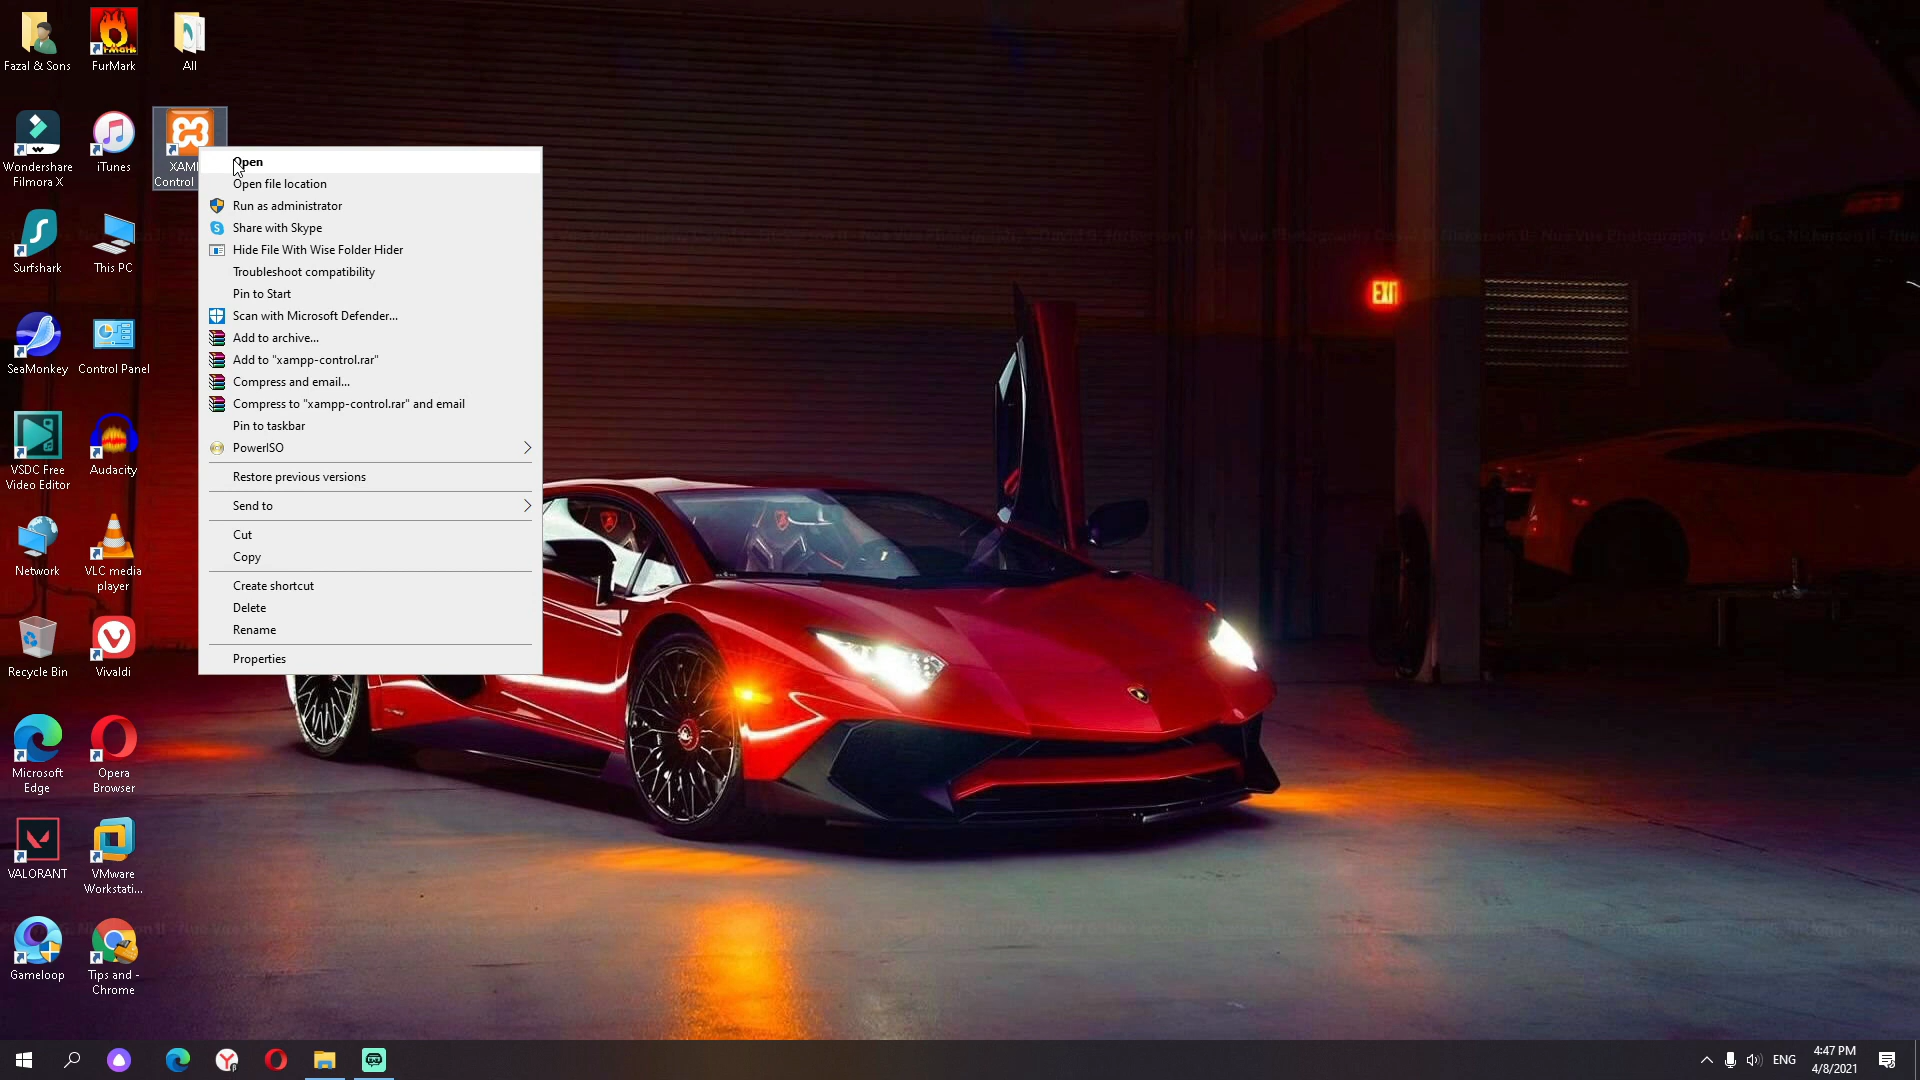 Fazal & Sons
FurMark
All
Wondershare
Filmora X
iTunes
Control
Surfshark
This PC
SeaMonkey
Control Panel
VSDC Free
Video Editor
Audacity
Network
VLC media
player
Recycle Bin
Vivaldi
Microsoft
Edge
Opera
Browser
VALORANT
VMware
Workstati...
Gameloop
Tips and -
Chrome
Open
Open file location
Run as administrator
Share with Skype
Hide File With Wise Folder Hider
Troubleshoot compatibility
Pin to Start
Scan with Microsoft Defender...
Add to archive...
Add to "xampp-control.rar"
Compress and email...
Compress to "xampp-control.rar" and email
Pin to taskbar
PowerISO
Restore previous versions
Send to
Cut
Copy
Create shortcut
Delete
Rename
Properties
EXIT
ENG
4:47 PM
4/8/2021